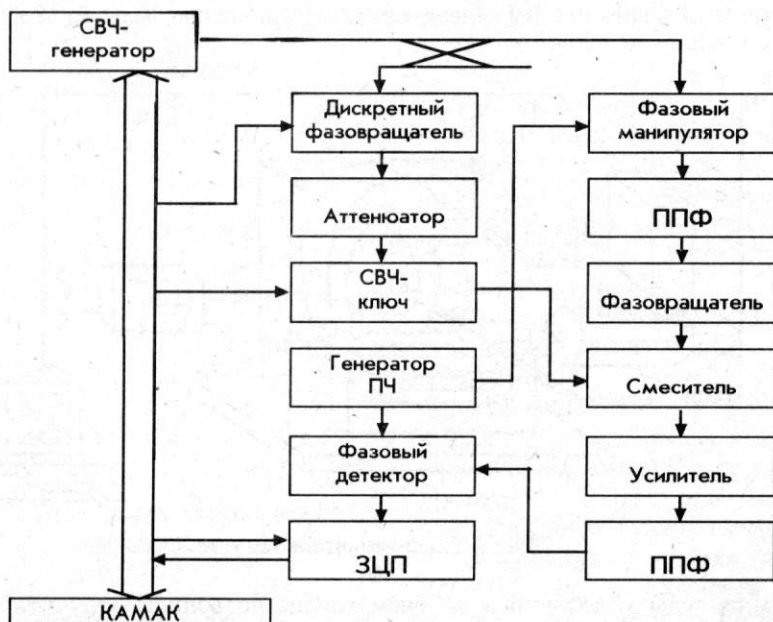 СВЧ-
генератор
Дискретный
фазовращатель
Фазовый
манипулятор
Аттенюатор
ППФ
СВЧ-
ключ
Фазовращатель
Генератор
ПЧ
Смеситель
Фазовый
детектор
Усилитель
ЗЦП
ППФ
КАМАК